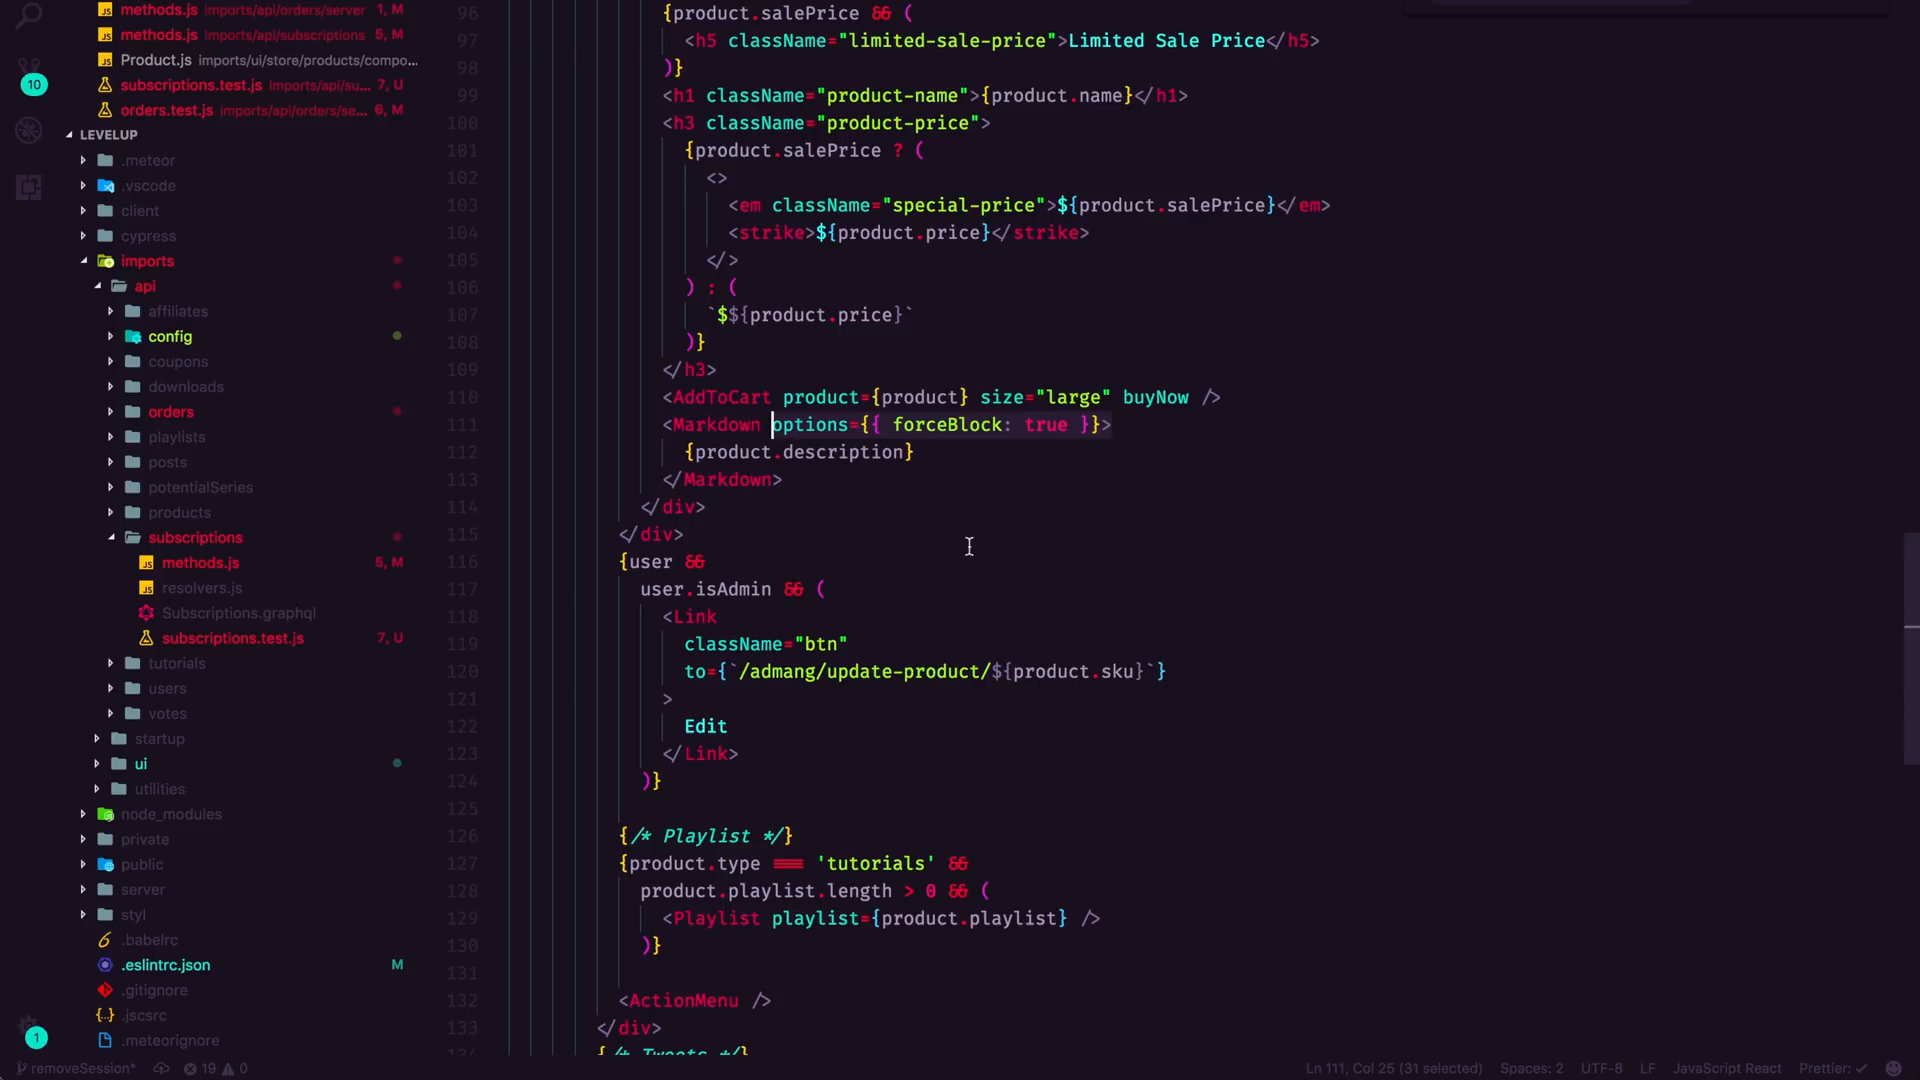 methods.js imports/api/orders/server 1, M
methods.js imports/api/subscriptions 5, M
Product.js imports/ui/store/products/compo...
subscriptions.test.js imports/api/su... 7, U
orders.test.js imports/api/orders/se... 6, M
10
LEVELUP
.meteor
.vscode
client
cypress
imports
api
affiliates
config
coupons
downloads
orders
playlists
posts
potentialSeries
products
subscriptions
methods.js 5, M
resolvers.js
Subscriptions.graphql
subscriptions.test.js 7, U
tutorials
users
votes
startup
ui
utilities
node_modules
private
public
server
styl
.babelrc
.eslintrc.json M
.gitignore
.jscsrc
.meteorignore
1
96 {product.salePrice && (
97 <h5 className="limited-sale-price">Limited Sale Price</h5>
98 )}
99 <h1 className="product-name">{product.name}</h1>
100 <h3 className="product-price">
101 {product.salePrice ? (
102 <>
103 <em className="special-price">${product.salePrice}</em>
104 <strike>${product.price}</strike>
105 </>
106 ) : (
107 `$${product.price}`
108 )}
109 </h3>
110 <AddToCart product={product} size="large" buyNow />
111 <Markdown options={{ forceBlock: true }}>
112 {product.description}
113 </Markdown>
114 </div>
115 </div>
116 {user &&
117 user.isAdmin && (
118 <Link
119 className="btn"
120 to={`/admang/update-product/${product.sku}`}
121 >
122 Edit
123 </Link>
124 )}
125
126 {/* Playlist */}
127 {product.type === 'tutorials' &&
128 product.playlist.length > 0 && (
129 <Playlist playlist={product.playlist} />
130 )}
131
132 <ActionMenu />
133 </div>
134 {/* Tweets */}
removeSession* 19 0 Ln 111, Col 25 (31 selected) Spaces: 2 UTF-8 LF JavaScript React Prettier: ✓